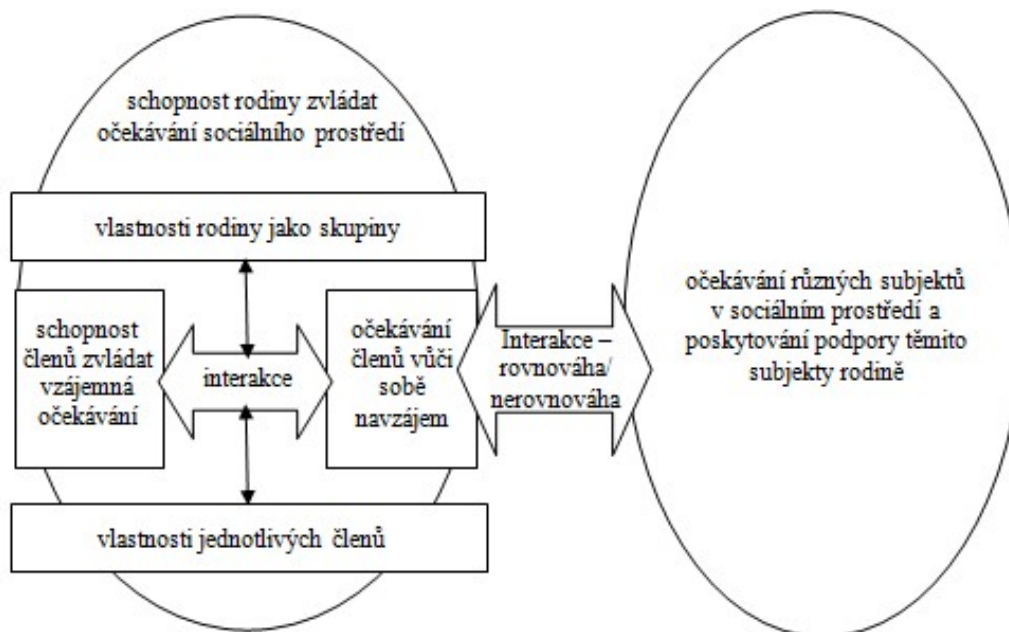 schopnost rodiny zvládat
očekávání sociálního prostředí
vlastnosti rodiny jako skupiny
schopnost
členů zvládat
vzájemná
očekávání
interakce
očekávání
členů vůči
sobě
navzájem
Interakce –
rovnováha/
nerovnováha
očekávání různých subjektů
v sociálním prostředí a
poskytování podpory těmito
subjekty rodině
vlastnosti jednotlivých členů